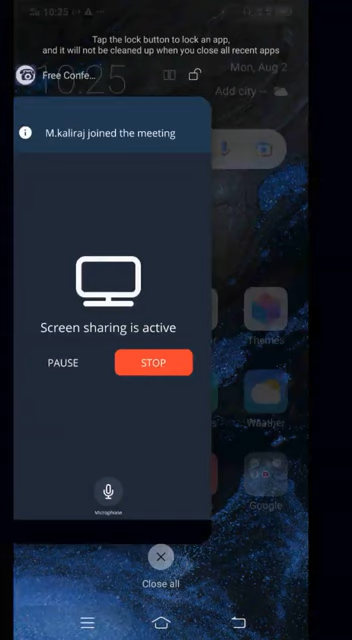 10:25
Tap the lock button to lock an app,
and it will not be cleaned up when you close all recent apps
Free Confe...
10:25
Mon, Aug 2
Add city --
M.kaliraj joined the meeting
Screen sharing is active
PAUSE
STOP
Themes
Weather
Microphone
Google
Close all